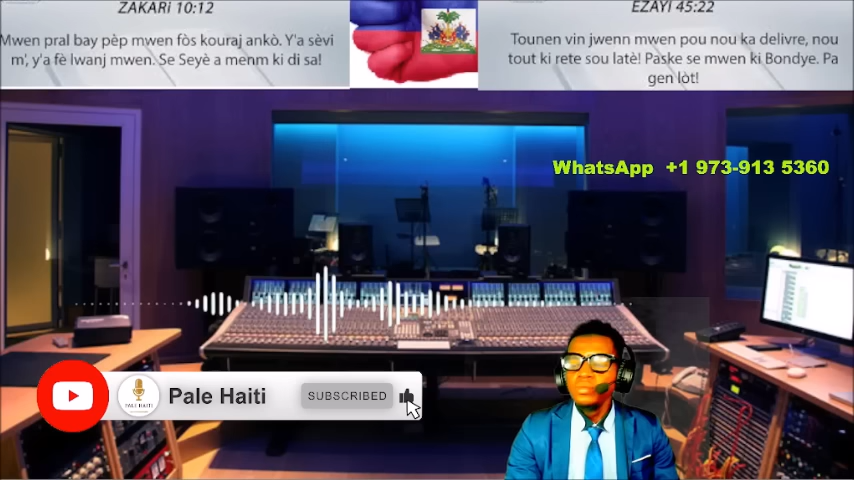 ZAKARi 10:12
Mwen pral bay pèp mwen fòs kouraj ankò. Y'a sèvi
m', y'a fè lwanj mwen. Se Seyè a menm ki di sa!
EZAYI 45:22
Tounen vin jwenn mwen pou nou ka delivre, nou
tout ki rete sou latè! Paske se mwen ki Bondye. Pa
gen lòt!
WhatsApp +1 973-913 5360
PALE HAITI
Pale Haiti
SUBSCRIBED